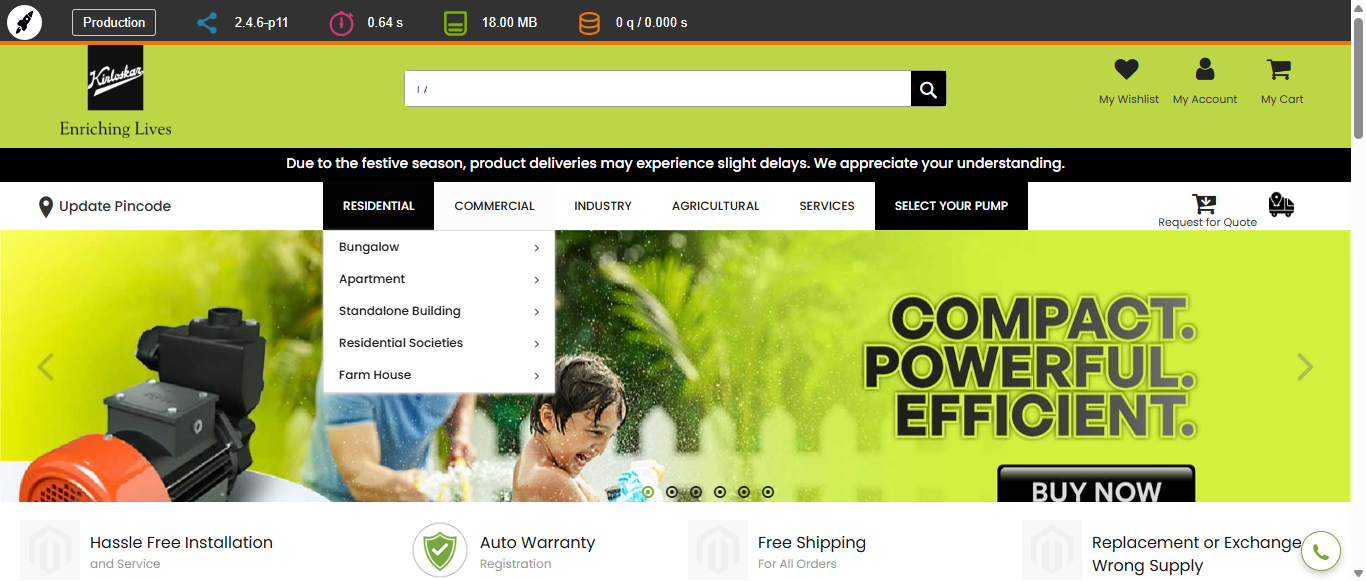 Production
2.4.6-p11
0.64 s
18.00 MB
0 q / 0.000 s
Kirloskar
Enriching Lives
My Wishlist
My Account
My Cart
Due to the festive season, product deliveries may experience slight delays. We appreciate your understanding.
Update Pincode
RESIDENTIAL
COMMERCIAL
INDUSTRY
AGRICULTURAL
SERVICES
SELECT YOUR PUMP
Request for Quote
Bungalow
Apartment
Standalone Building
Residential Societies
Farm House
COMPACT.
POWERFUL.
EFFICIENT.
BUY NOW
Hassle Free Installation
and Service
Auto Warranty
Registration
Free Shipping
For All Orders
Replacement or Exchange
Wrong Supply